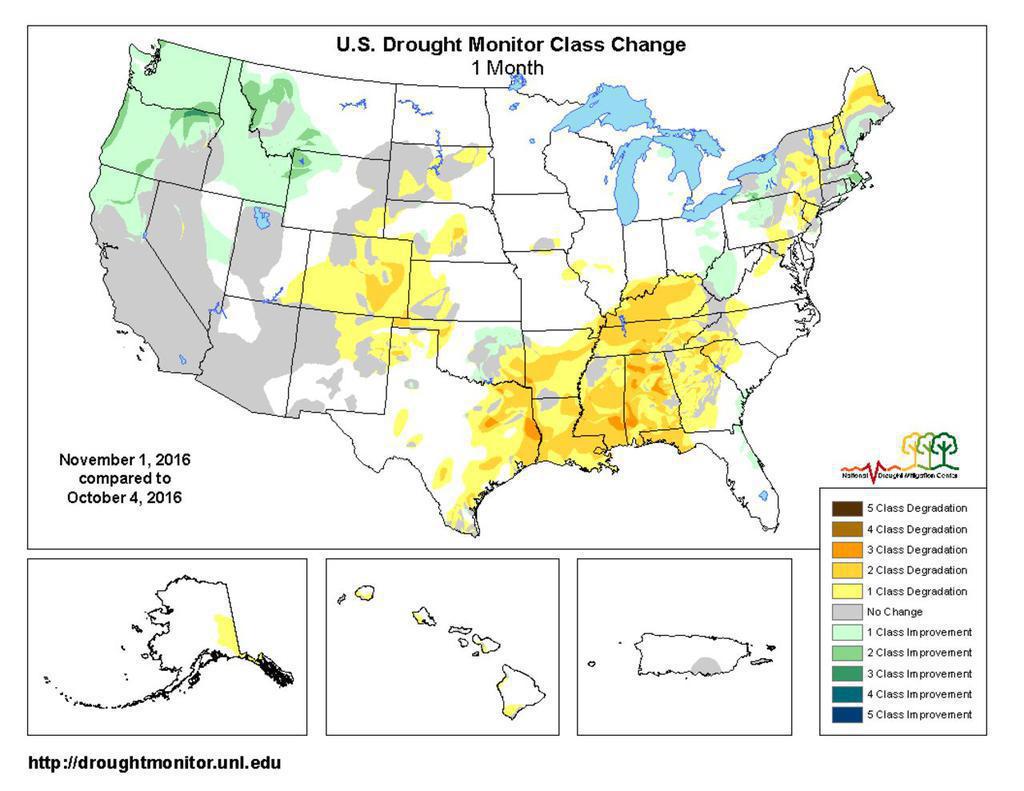 U.S. Drought Monitor Class Change
1 Month
November 1, 2016
compared to
October 4, 2016
National Drought Mitigation Center
5 Class Degradation
4 Class Degradation
3 Class Degradation
2 Class Degradation
1 Class Degradation
No Change
1 Class Improvement
2 Class Improvement
3 Class Improvement
4 Class Improvement
5 Class Improvement
http://droughtmonitor.unl.edu